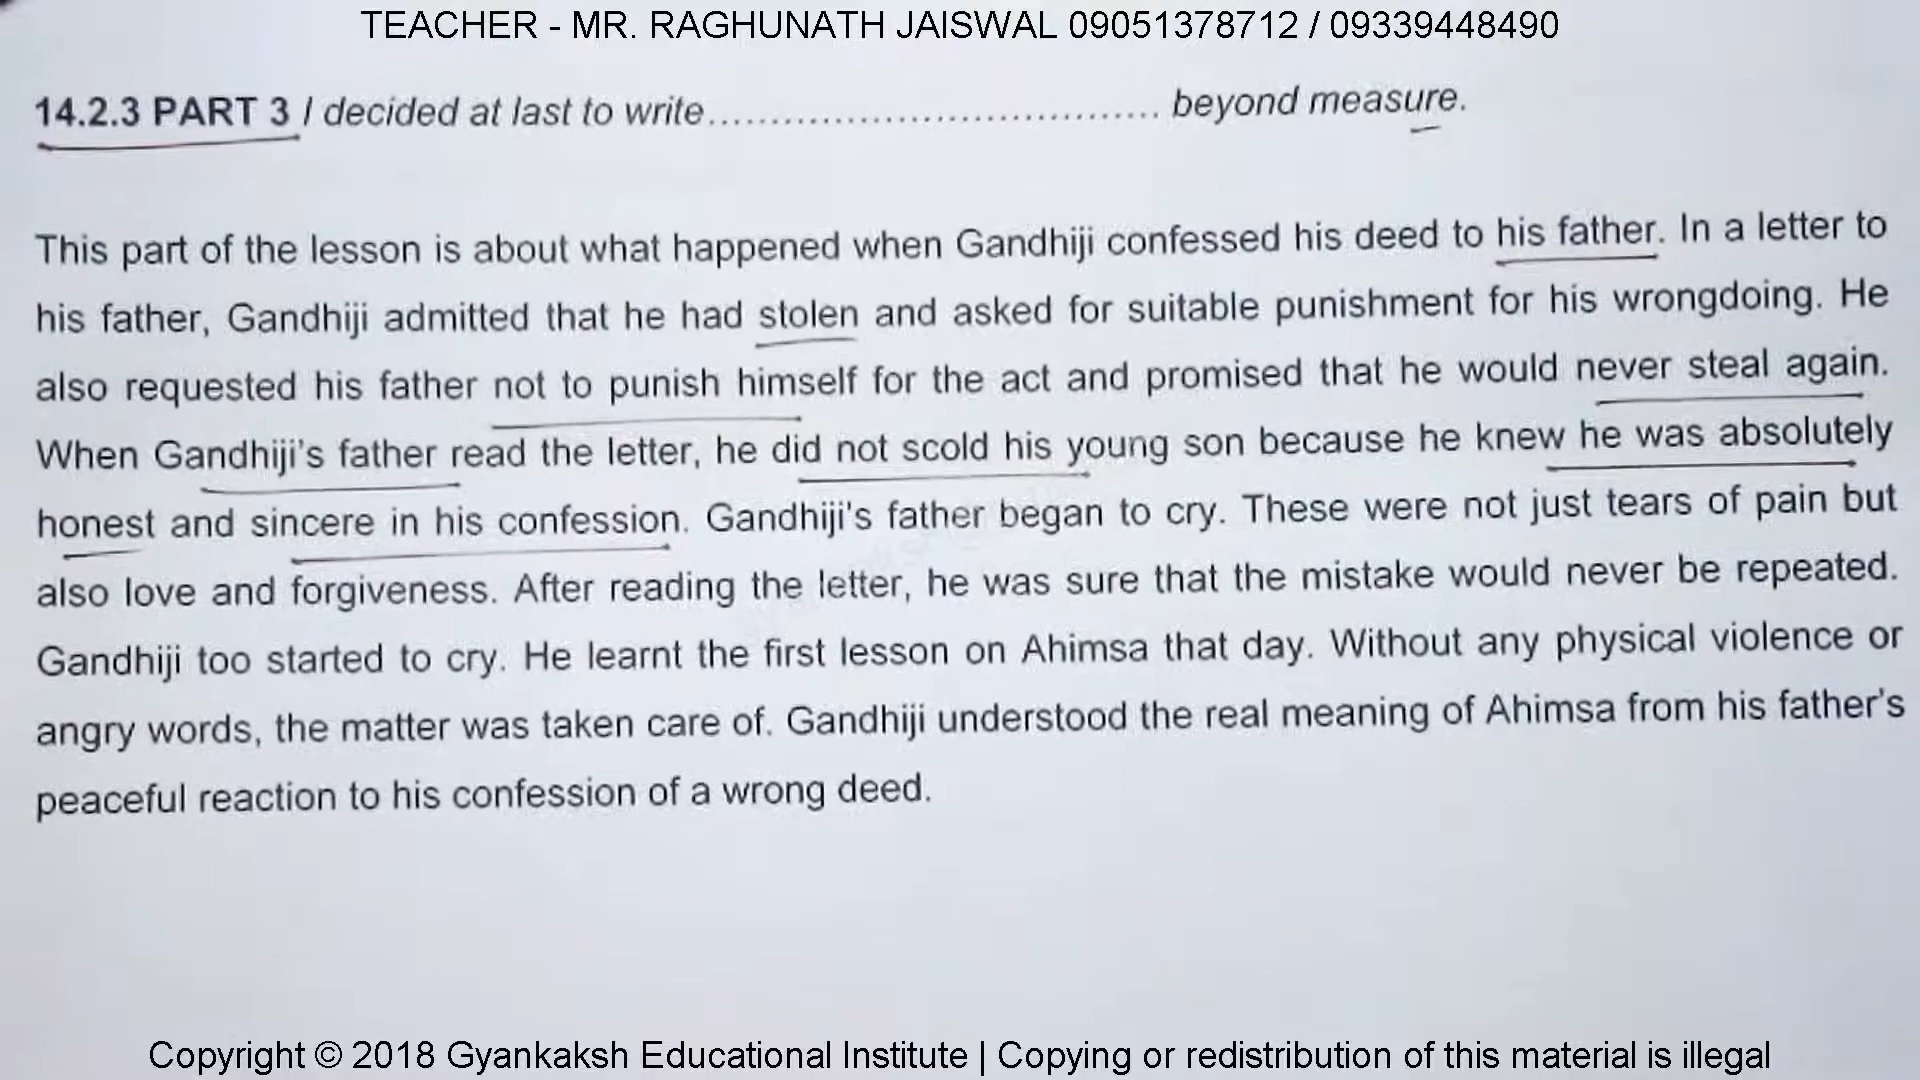 TEACHER - MR. RAGHUNATH JAISWAL 09051378712 / 09339448490
14.2.3 PART 3 I decided at last to write.................................... beyond measure.
This part of the lesson is about what happened when Gandhiji confessed his deed to his father. In a letter to
his father, Gandhiji admitted that he had stolen and asked for suitable punishment for his wrongdoing. He
also requested his father not to punish himself for the act and promised that he would never steal again.
When Gandhiji's father read the letter, he did not scold his young son because he knew he was absolutely
honest and sincere in his confession. Gandhiji's father began to cry. These were not just tears of pain but
also love and forgiveness. After reading the letter, he was sure that the mistake would never be repeated.
Gandhiji too started to cry. He learnt the first lesson on Ahimsa that day. Without any physical violence or
angry words, the matter was taken care of. Gandhiji understood the real meaning of Ahimsa from his father's
peaceful reaction to his confession of a wrong deed.
Copyright © 2018 Gyankaksh Educational Institute | Copying or redistribution of this material is illegal